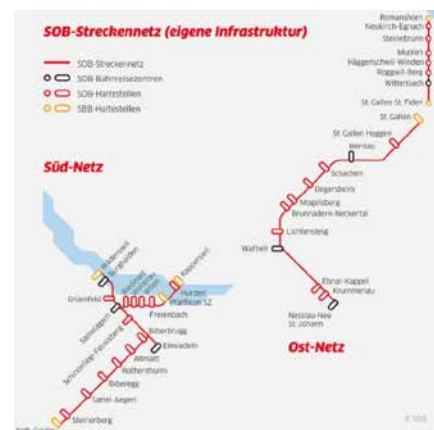 SOB-Streckennetz (eigene Infrastruktur)
SOB-Streckennetz
SOB-Bahnreisezentren
SOB-Haltestellen
SBB-Haltestellen
Romanshorn
Neukirch-Egnach
Steinebrunn
Muolen
Häggenschwil-Winden
Roggwil-Berg
Wittenbach
St. Gallen St. Fiden
St. Gallen
St. Gallen Haggen
Herisau
Schachen
Degersheim
Mogelsberg
Brunnadern-Neckertal
Lichtensteig
Wattwil
Ebnat-Kappel
Krummenau
Nesslau-Neu
St. Johann
Ost-Netz
Süd-Netz
Wädenswil
Burghalden
Grüenfeld
Samstagern
Schindellegi-Feusisberg
Rapperswil
Hurden
Pfäffikon SZ
Freienbach
Biberbrugg
Einsiedeln
Altmatt
Rothenthurm
Biberegg
Sattel-Aegeri
Steinerberg